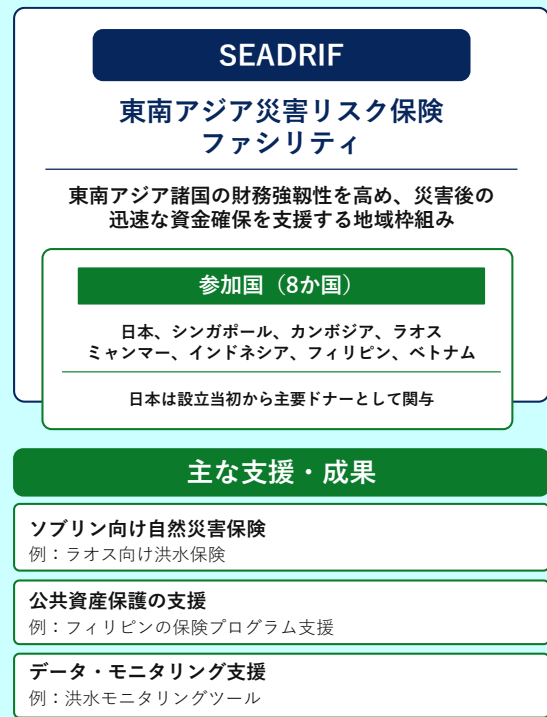 SEADRIF
東南アジア災害リスク保険
ファシリティ
東南アジア諸国の財務強靱性を高め、災害後の
迅速な資金確保を支援する地域枠組み
参加国（8か国）
日本、シンガポール、カンボジア、ラオス
ミャンマー、インドネシア、フィリピン、ベトナム
日本は設立当初から主要ドナーとして関与
主な支援・成果
ソブリン向け自然災害保険
例：ラオス向け洪水保険
公共資産保護の支援
例：フィリピンの保険プログラム支援
データ・モニタリング支援
例：洪水モニタリングツール